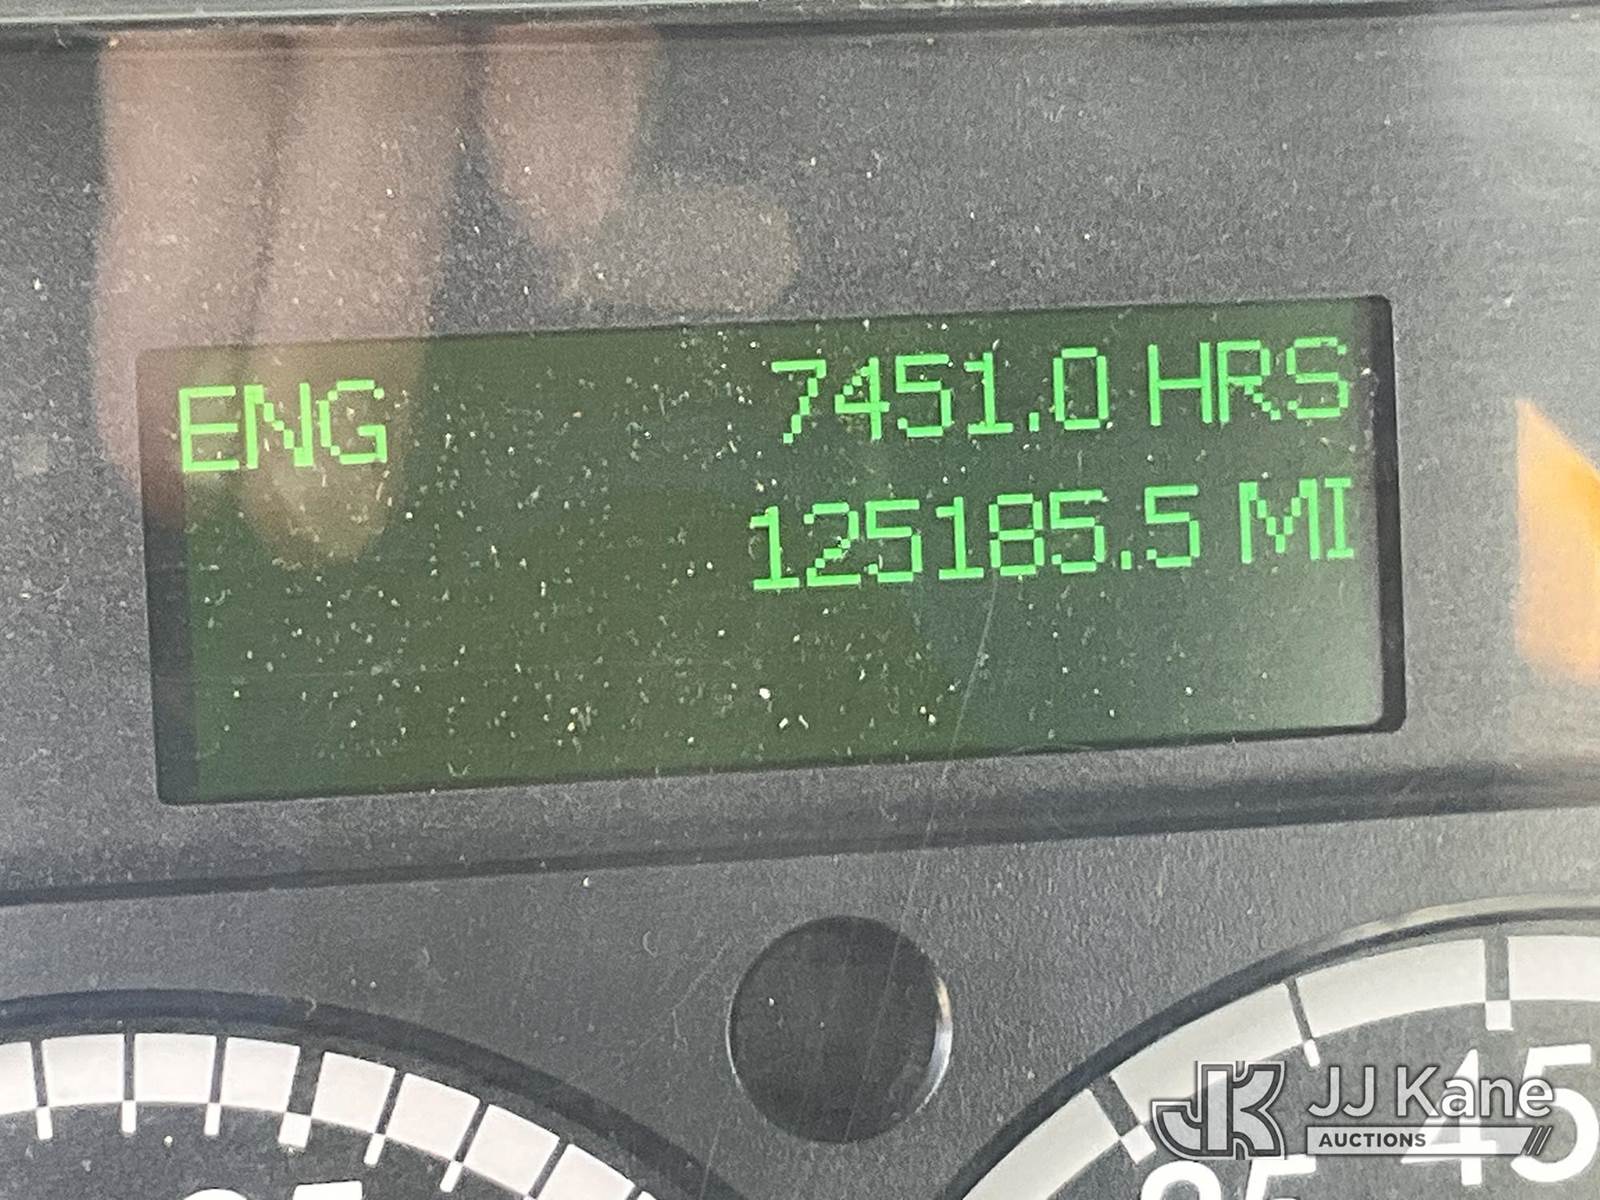 ENG 7451.0 HRS
125185.5 MI
45
JJ Kane
AUCTIONS